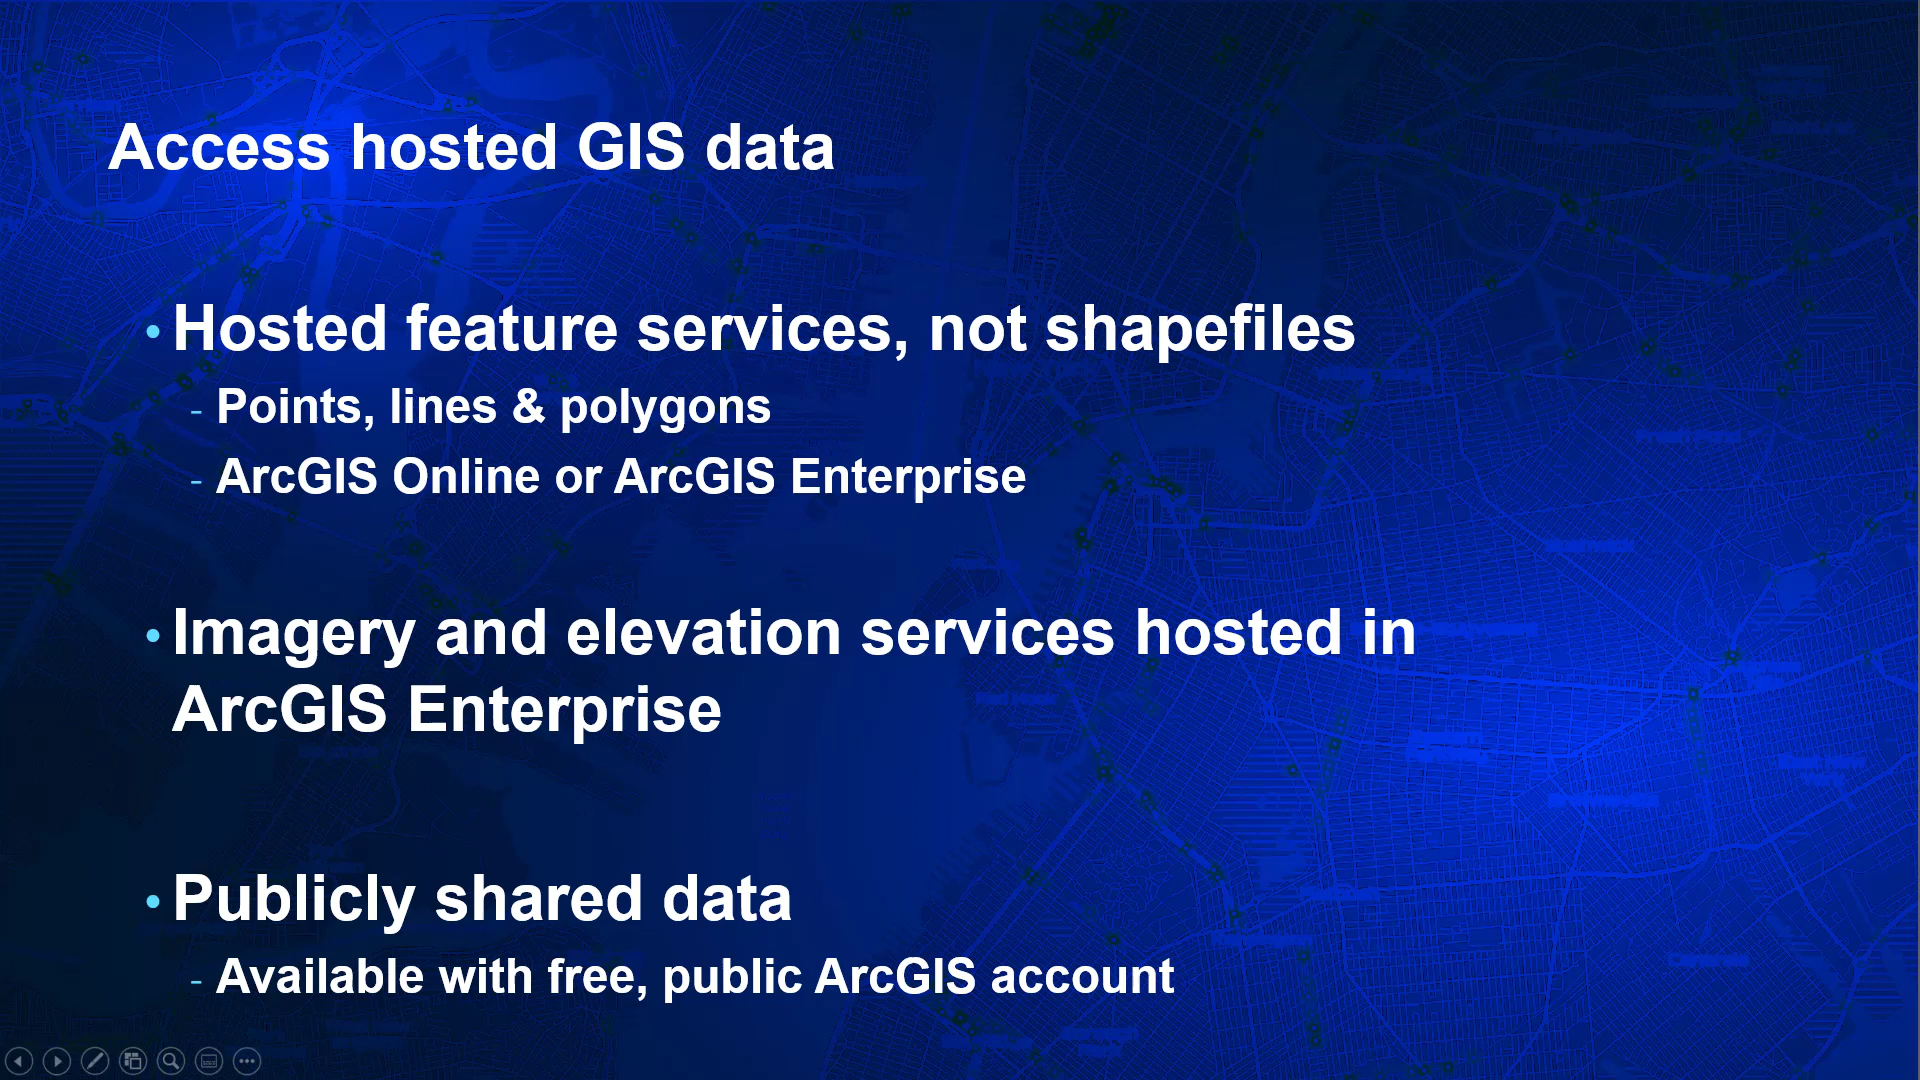 Access hosted GIS data
• Hosted feature services, not shapefiles
- Points, lines & polygons
- ArcGIS Online or ArcGIS Enterprise
• Imagery and elevation services hosted in
ArcGIS Enterprise
• Publicly shared data
- Available with free, public ArcGIS account